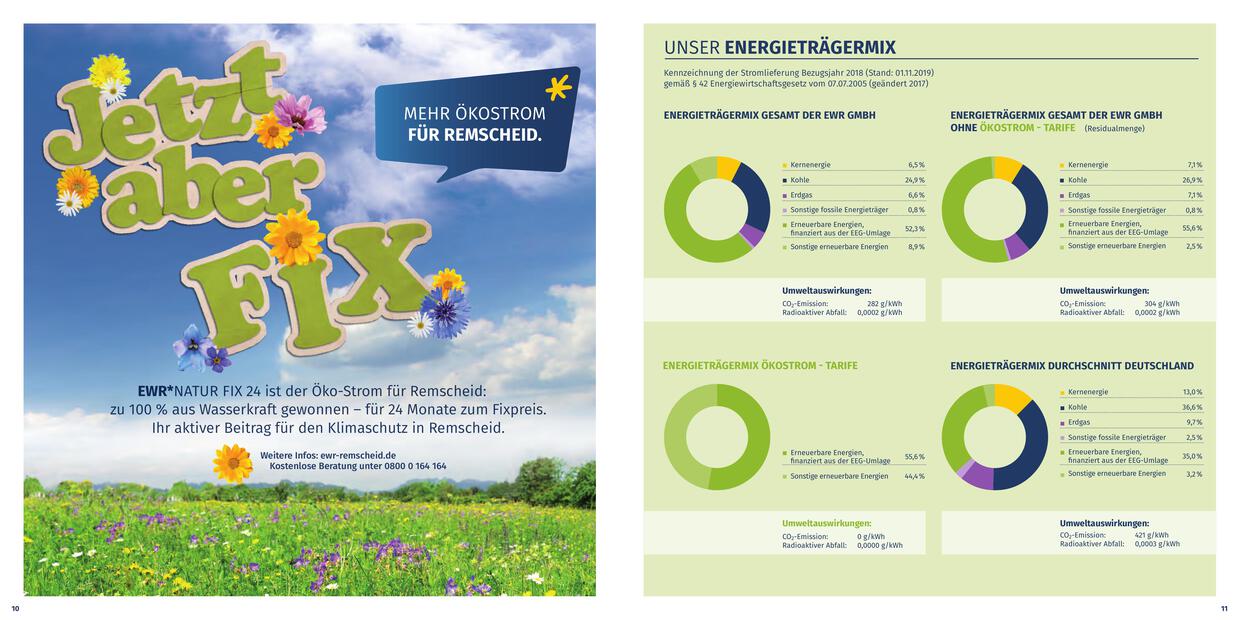 Jetzt
aber
Fix
MEHR ÖKOSTROM
FÜR REMSCHEID.
EWR*NATUR FIX 24 ist der Öko-Strom für Remscheid:
zu 100 % aus Wasserkraft gewonnen – für 24 Monate zum Fixpreis.
Ihr aktiver Beitrag für den Klimaschutz in Remscheid.
Weitere Infos: ewr-remscheid.de
Kostenlose Beratung unter 0800 0 164 164
10
UNSER ENERGIETRÄGERMIX
Kennzeichnung der Stromlieferung Bezugsjahr 2018 (Stand: 01.11.2019)
gemäß § 42 Energiewirtschaftsgesetz vom 07.07.2005 (geändert 2017)
ENERGIETRÄGERMIX GESAMT DER EWR GMBH
Kernenergie 6,5 %
Kohle 24,9 %
Erdgas 6,6 %
Sonstige fossile Energieträger 0,8 %
Erneuerbare Energien,
finanziert aus der EEG-Umlage 52,3 %
Sonstige erneuerbare Energien 8,9 %
Umweltauswirkungen:
CO₂-Emission: 282 g/kWh
Radioaktiver Abfall: 0,0002 g/kWh
ENERGIETRÄGERMIX GESAMT DER EWR GMBH
OHNE ÖKOSTROM - TARIFE (Residualmenge)
Kernenergie 7,1 %
Kohle 26,9 %
Erdgas 7,1 %
Sonstige fossile Energieträger 0,8 %
Erneuerbare Energien,
finanziert aus der EEG-Umlage 55,6 %
Sonstige erneuerbare Energien 2,5 %
Umweltauswirkungen:
CO₂-Emission: 304 g/kWh
Radioaktiver Abfall: 0,0002 g/kWh
ENERGIETRÄGERMIX ÖKOSTROM - TARIFE
Erneuerbare Energien,
finanziert aus der EEG-Umlage 55,6 %
Sonstige erneuerbare Energien 44,4 %
Umweltauswirkungen:
CO₂-Emission: 0 g/kWh
Radioaktiver Abfall: 0,0000 g/kWh
ENERGIETRÄGERMIX DURCHSCHNITT DEUTSCHLAND
Kernenergie 13,0 %
Kohle 36,6 %
Erdgas 9,7 %
Sonstige fossile Energieträger 2,5 %
Erneuerbare Energien,
finanziert aus der EEG-Umlage 35,0 %
Sonstige erneuerbare Energien 3,2 %
Umweltauswirkungen:
CO₂-Emission: 421 g/kWh
Radioaktiver Abfall: 0,0003 g/kWh
11